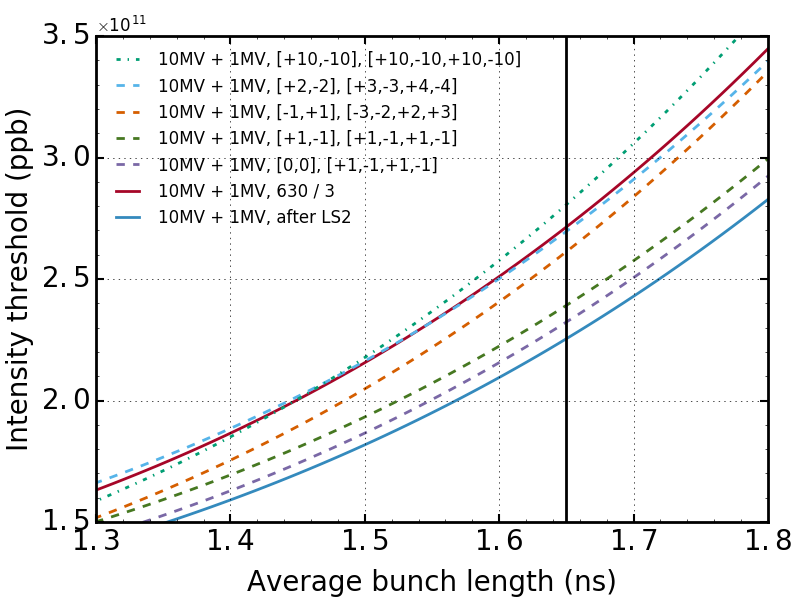 ×10¹¹
3.5
3.0
2.5
2.0
1.5
Intensity threshold (ppb)
10MV + 1MV, [+10,-10], [+10,-10,+10,-10]
10MV + 1MV, [+2,-2], [+3,-3,+4,-4]
10MV + 1MV, [-1,+1], [-3,-2,+2,+3]
10MV + 1MV, [+1,-1], [+1,-1,+1,-1]
10MV + 1MV, [0,0], [+1,-1,+1,-1]
10MV + 1MV, 630 / 3
10MV + 1MV, after LS2
1.3 1.4 1.5 1.6 1.7 1.8
Average bunch length (ns)